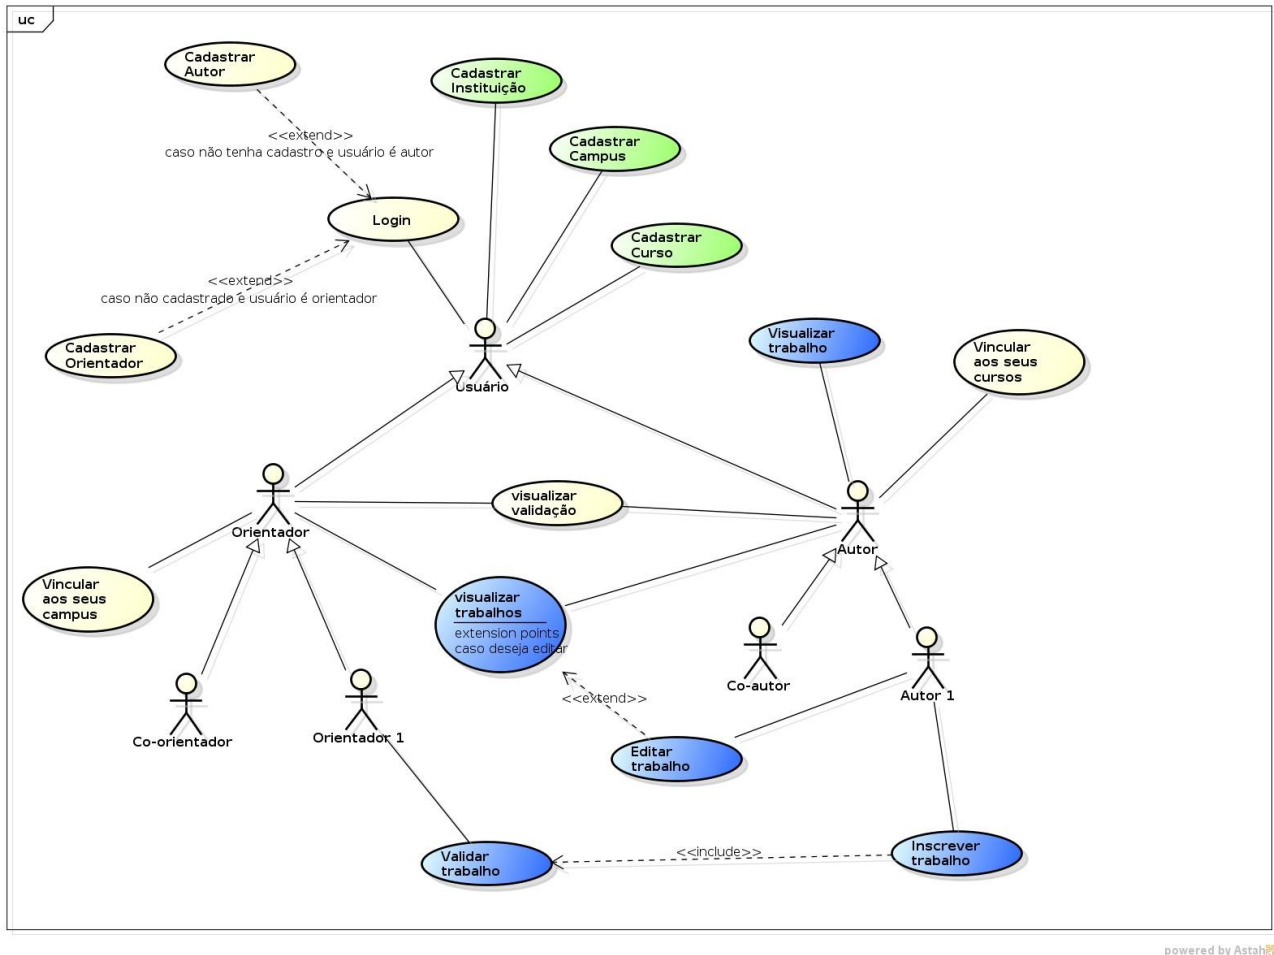 uc
Cadastrar
Autor
Cadastrar
Instituição
<<extend>>
caso não tenha cadastro e usuário é autor
Cadastrar
Campus
Login
Cadastrar
Curso
<<extend>>
caso não cadastrado e usuário é orientador
Cadastrar
Orientador
Usuário
Visualizar
trabalho
Vincular
aos seus
cursos
Orientador
visualizar
validação
Autor
Vincular
aos seus
campus
visualizar
trabalhos
extension points
caso deseja editar
Co-autor
Autor 1
<<extend>>
Co-orientador
Orientador 1
Editar
trabalho
Validar
trabalho
<<include>>
Inscrever
trabalho
powered by Astah